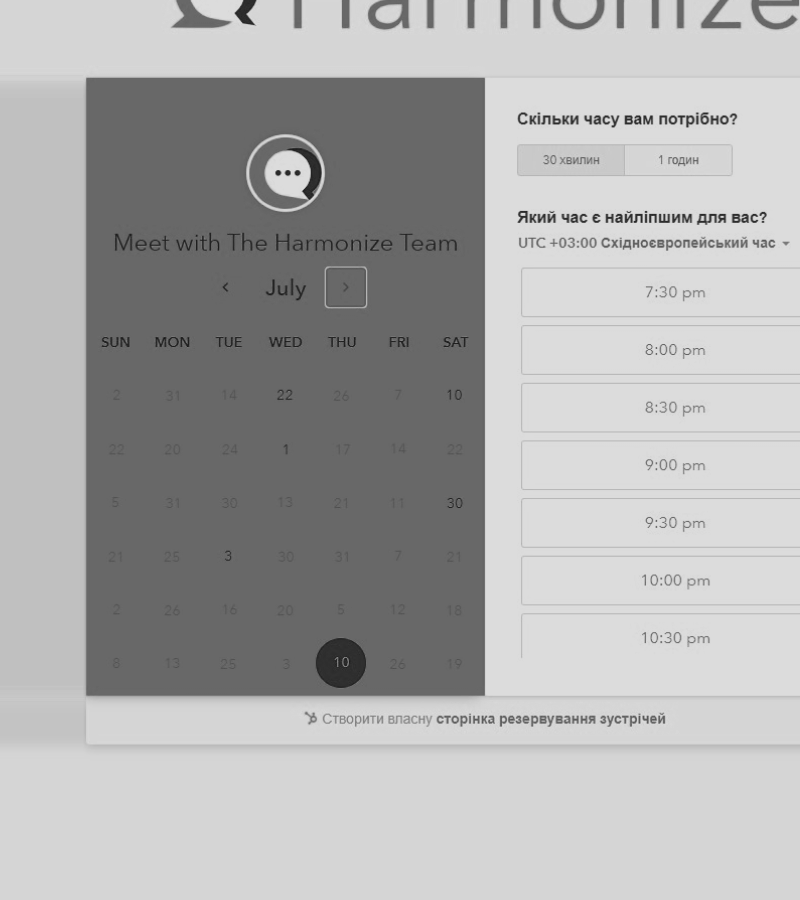 Harmonize
Скільки часу вам потрібно?
30 хвилин 1 годин
Який час є найліпшим для вас?
UTC +03:00 Східноєвропейський час
Meet with The Harmonize Team
July
SUN MON TUE WED THU FRI SAT
2 31 14 22 26 7 10
22 20 24 1 17 14 22
5 31 30 13 21 11 30
21 25 3 30 31 7 21
2 26 16 20 5 12 18
8 13 25 3 10 26 19
7:30 pm
8:00 pm
8:30 pm
9:00 pm
9:30 pm
10:00 pm
10:30 pm
Створити власну сторінка резервування зустрічей